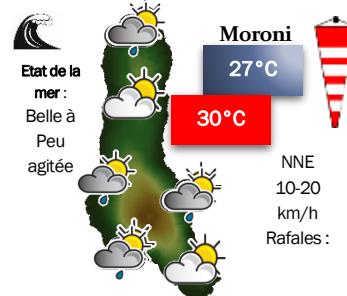 Moroni
27°C
30°C
Etat de la
mer :
Belle à
Peu
agitée
NNE
10-20
km/h
Rafales :